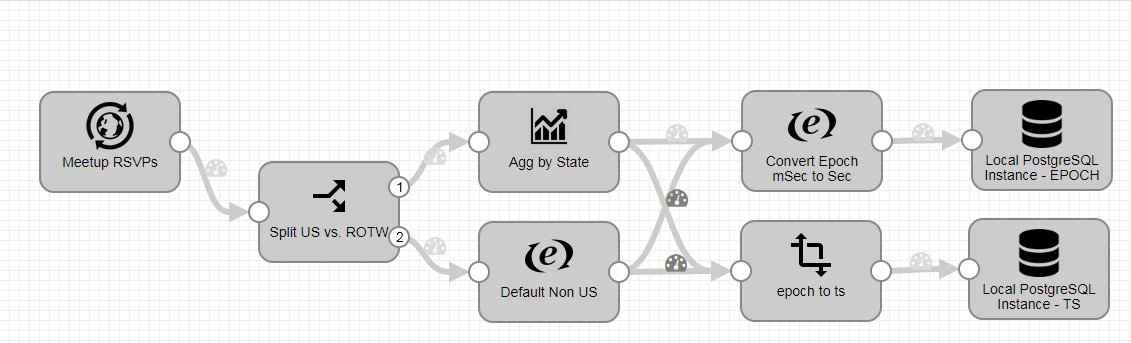 Meetup RSVPs
Split US vs. ROTW
1
2
Agg by State
Default Non US
Convert Epoch
mSec to Sec
epoch to ts
Local PostgreSQL
Instance - EPOCH
Local PostgreSQL
Instance - TS